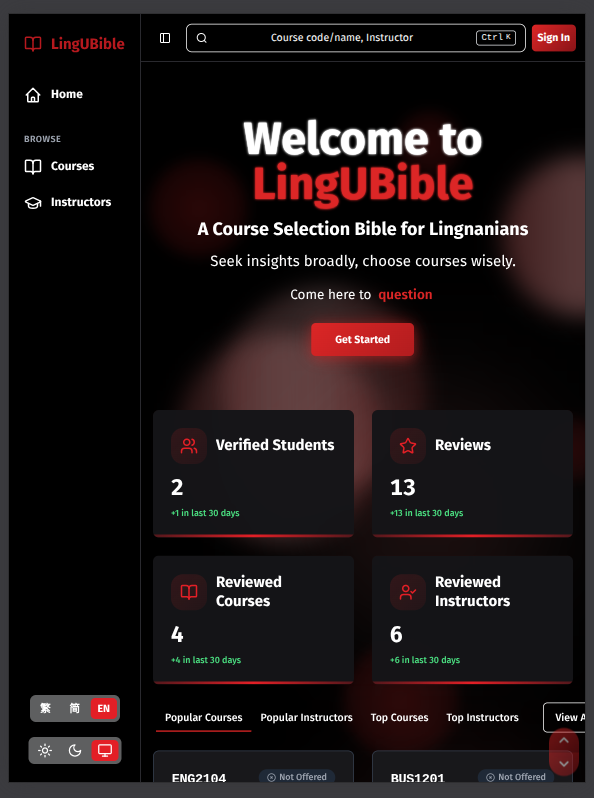 LingUBible
Course code/name, Instructor
Ctrl K
Sign In
Home
BROWSE
Courses
Instructors
Welcome to
LingUBible
A Course Selection Bible for Lingnanians
Seek insights broadly, choose courses wisely.
Come here to question
Get Started
Verified Students
2
+1 in last 30 days
Reviews
13
+13 in last 30 days
Reviewed
Courses
4
+4 in last 30 days
Reviewed
Instructors
6
+6 in last 30 days
繁 简 EN
Popular Courses
Popular Instructors
Top Courses
Top Instructors
View A
ENG2104
Not Offered
BUS1201
Not Offered